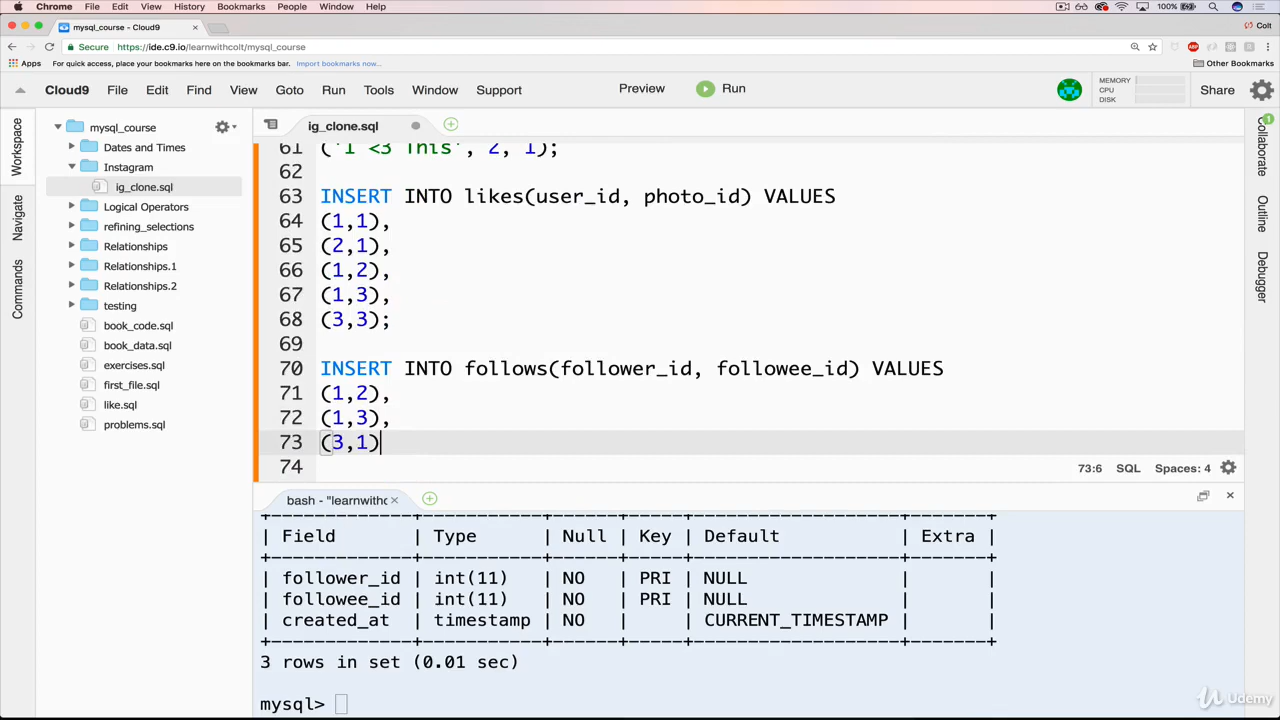 Chrome File Edit View History Bookmarks People Window Help 100%
mysql_course - Cloud9 Colt
Secure https://ide.c9.io/learnwithcolt/mysql_course
Apps For quick access, place your bookmarks here on the bookmarks bar. Import bookmarks now... Other Bookmarks
Cloud9 File Edit Find View Goto Run Tools Window Support Preview Run MEMORY CPU DISK Share
Workspace
Navigate
Commands
mysql_course
Dates and Times
Instagram
ig_clone.sql
Logical Operators
refining_selections
Relationships
Relationships.1
Relationships.2
testing
book_code.sql
book_data.sql
exercises.sql
first_file.sql
like.sql
problems.sql
ig_clone.sql
61 ('I <3 This', 2, 1);
62
63 INSERT INTO likes(user_id, photo_id) VALUES
64 (1,1),
65 (2,1),
66 (1,2),
67 (1,3),
68 (3,3);
69
70 INSERT INTO follows(follower_id, followee_id) VALUES
71 (1,2),
72 (1,3),
73 (3,1)
74
73:6 SQL Spaces: 4
bash - "learnwithc
+--------------+-----------+------+-----+-------------------+-------+
| Field | Type | Null | Key | Default | Extra |
+--------------+-----------+------+-----+-------------------+-------+
| follower_id | int(11) | NO | PRI | NULL | |
| followee_id | int(11) | NO | PRI | NULL | |
| created_at | timestamp | NO | | CURRENT_TIMESTAMP | |
+--------------+-----------+------+-----+-------------------+-------+
3 rows in set (0.01 sec)
mysql>
Collaborate
1
Outline
Debugger
Udemy